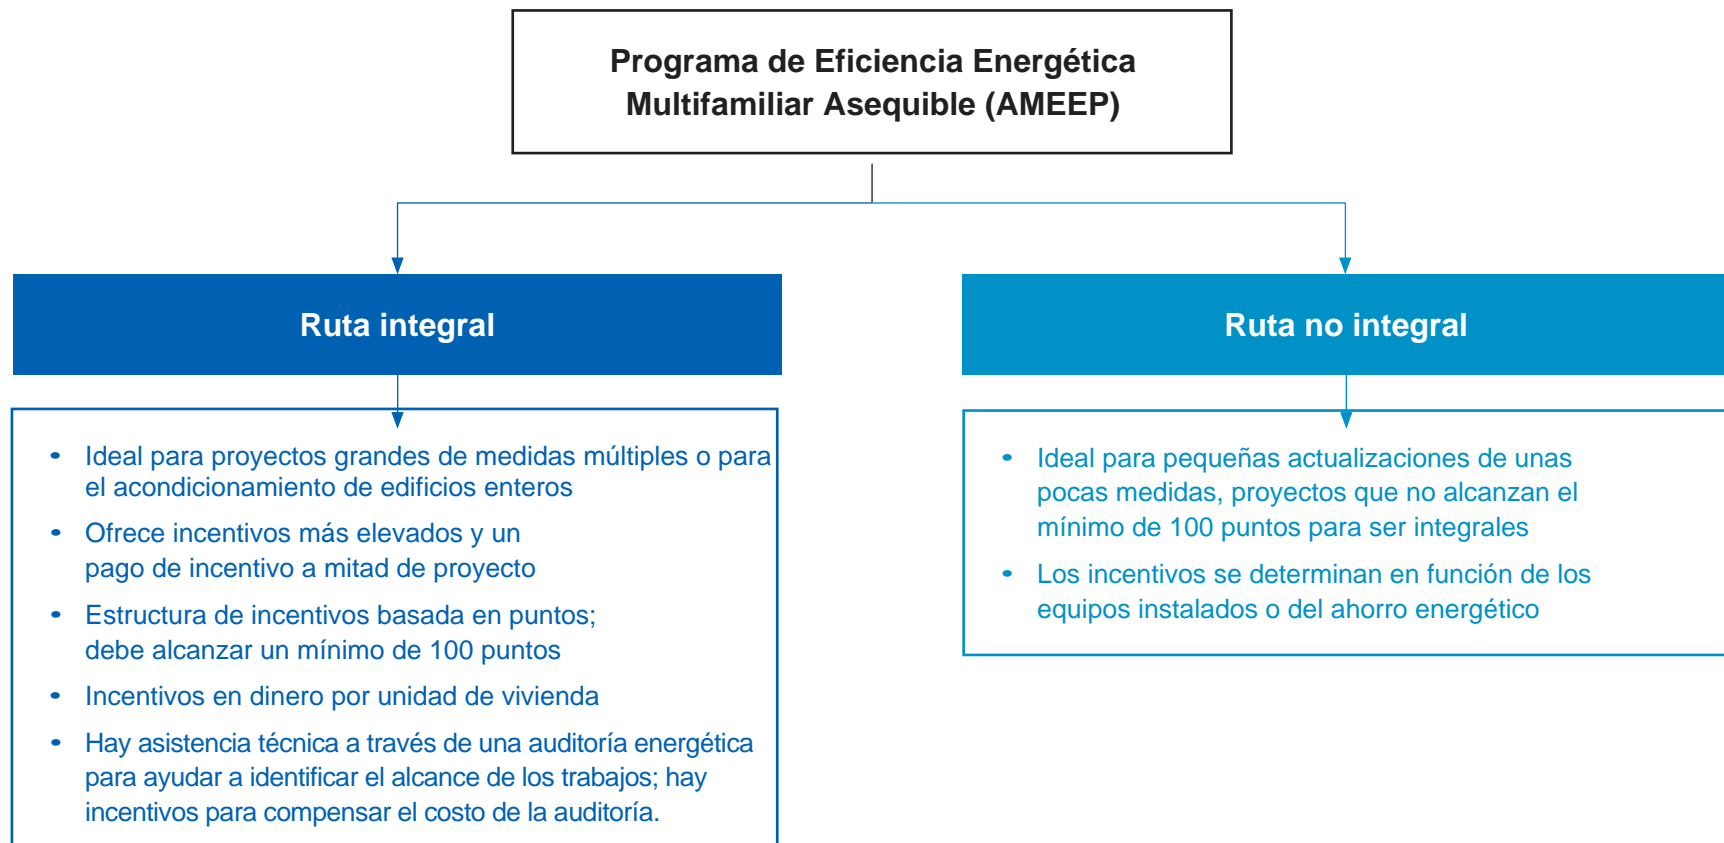 Programa de Eficiencia Energética
Multifamiliar Asequible (AMEEP)
Ruta integral
• Ideal para proyectos grandes de medidas múltiples o para
el acondicionamiento de edificios enteros
• Ofrece incentivos más elevados y un
pago de incentivo a mitad de proyecto
• Estructura de incentivos basada en puntos;
debe alcanzar un mínimo de 100 puntos
• Incentivos en dinero por unidad de vivienda
• Hay asistencia técnica a través de una auditoría energética
para ayudar a identificar el alcance de los trabajos; hay
incentivos para compensar el costo de la auditoría.
Ruta no integral
• Ideal para pequeñas actualizaciones de unas
pocas medidas, proyectos que no alcanzan el
mínimo de 100 puntos para ser integrales
• Los incentivos se determinan en función de los
equipos instalados o del ahorro energético